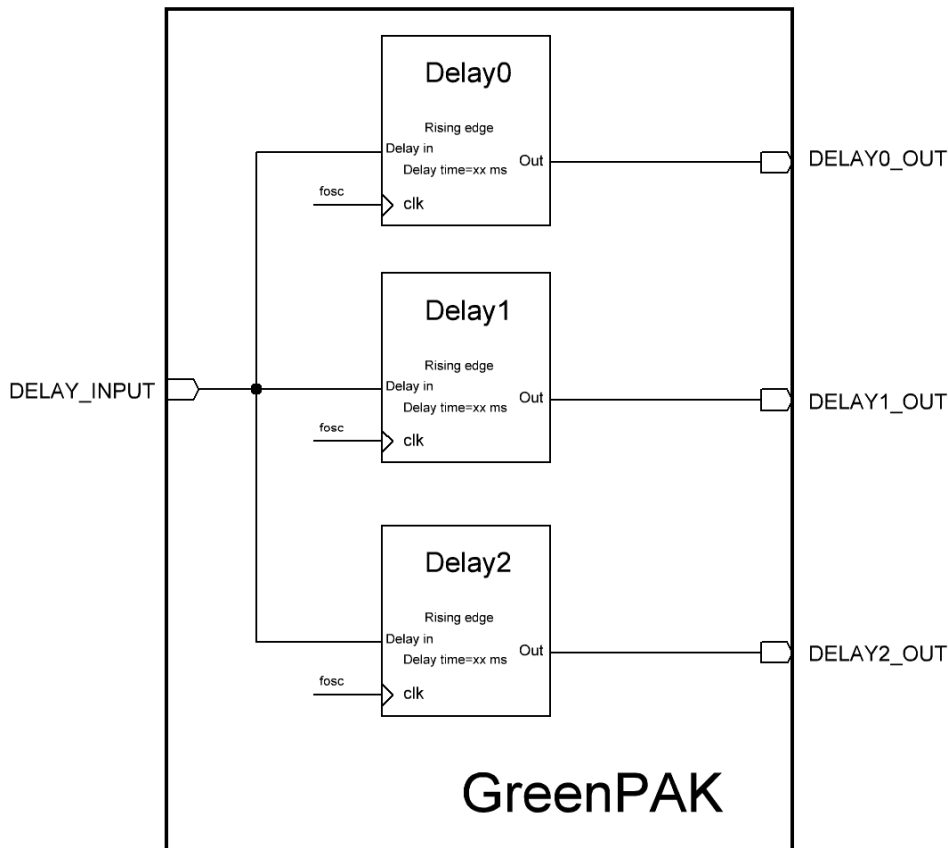 Delay0
Rising edge
Delay in
Delay time=xx ms
Out
fosc
clk
DELAY0_OUT
Delay1
Rising edge
Delay in
Delay time=xx ms
Out
fosc
clk
DELAY_INPUT
DELAY1_OUT
Delay2
Rising edge
Delay in
Delay time=xx ms
Out
fosc
clk
DELAY2_OUT
GreenPAK